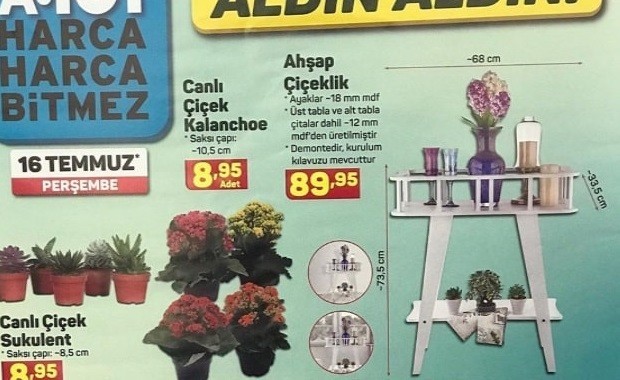 A101
HARCA
HARCA
BİTMEZ
ALDIN ALDIN!
16 TEMMUZ*
PERŞEMBE
Canlı
Çiçek
Kalanchoe
* Saksı çapı:
~10,5 cm
8,95
Adet
Ahşap
Çiçeklik
* Ayaklar ~18 mm mdf
* Üst tabla ve alt tabla
çıtalar dahil ~12 mm
mdf'den üretilmiştir
* Demontedir, kurulum
kılavuzu mevcuttur
89,95
~68 cm
~33,5 cm
~73,5 cm
Canlı Çiçek
Sukulent
* Saksı çapı: ~8,5 cm
8,95